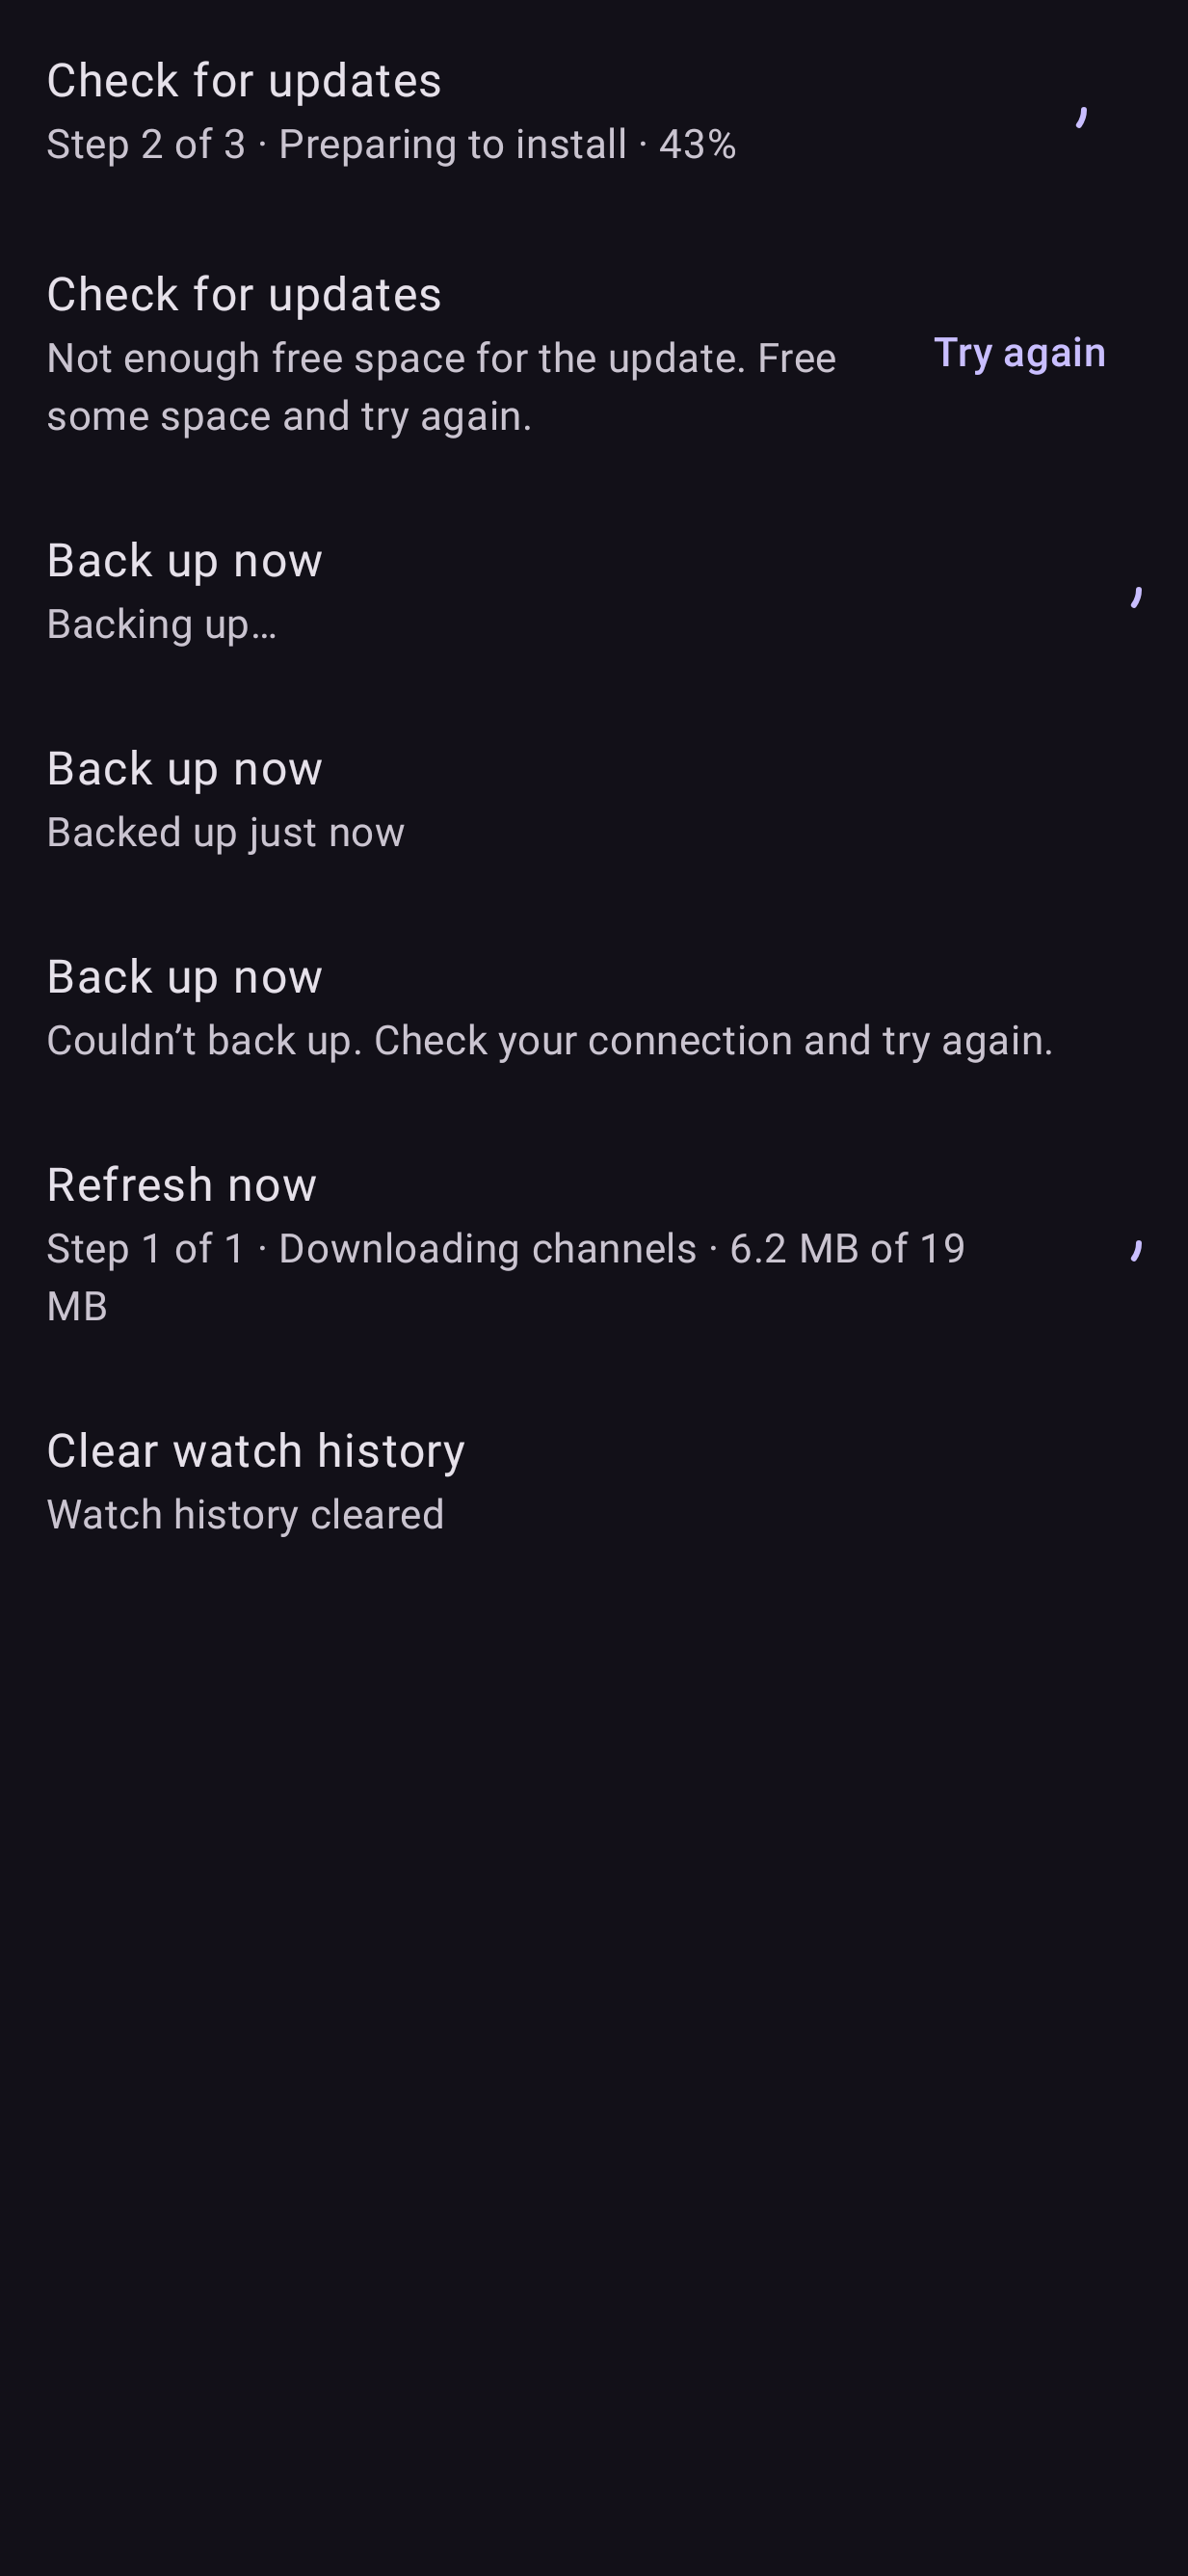 Check for updates
Step 2 of 3 · Preparing to install · 43%
Check for updates
Not enough free space for the update. Free
some space and try again.
Try again
Back up now
Backing up…
Back up now
Backed up just now
Back up now
Couldn’t back up. Check your connection and try again.
Refresh now
Step 1 of 1 · Downloading channels · 6.2 MB of 19
MB
Clear watch history
Watch history cleared